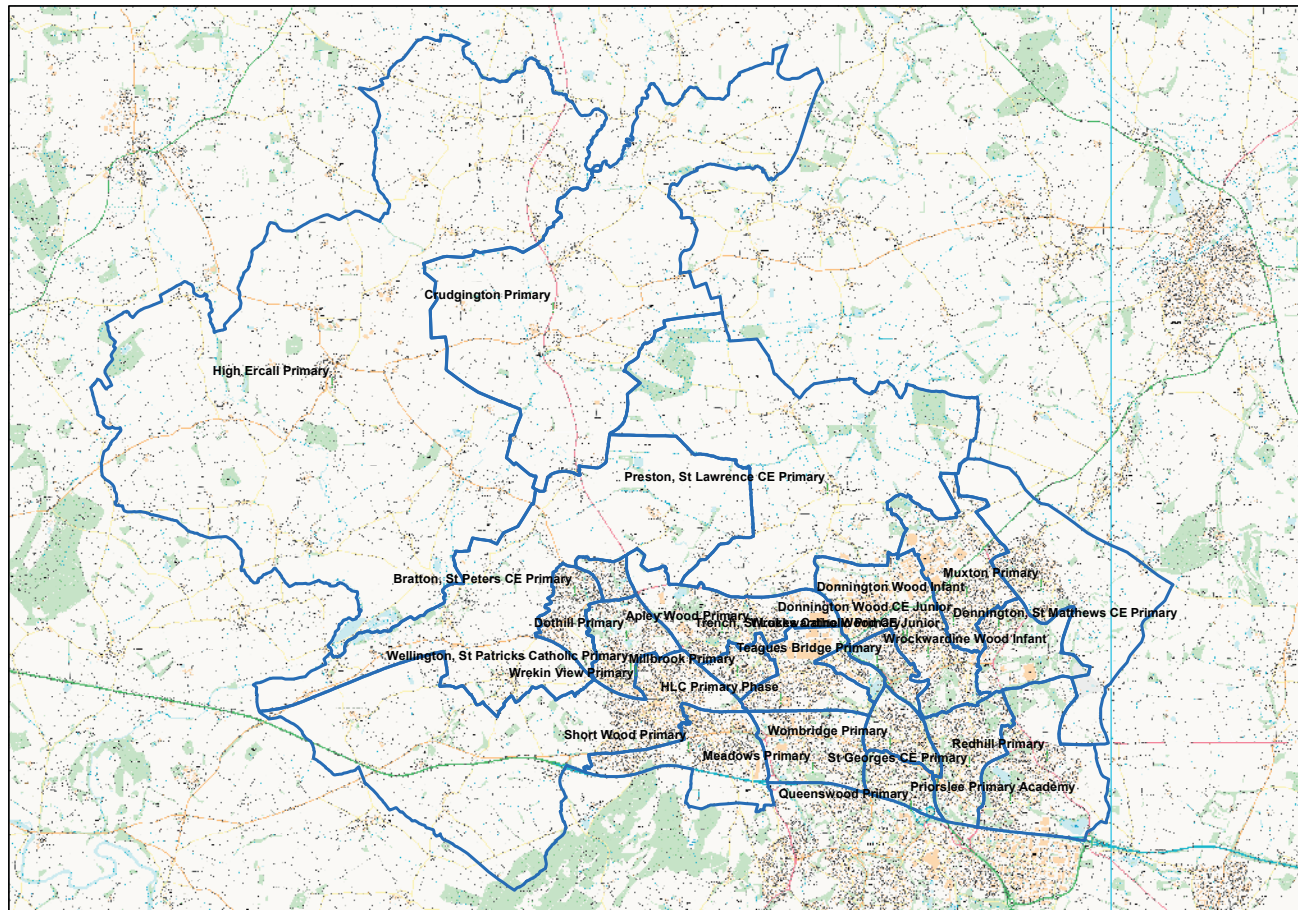 Crudgington Primary
High Ercall Primary
Preston, St Lawrence CE Primary
Muxton Primary
Bratton, St Peters CE Primary
Donnington Wood Infant
Donnington Wood CE Junior
Donnington, St Matthews CE Primary
Apley Wood Primary
Dothill Primary
Wrockwardine Wood Infant
Teagues Bridge Primary
Wellington, St Patricks Catholic Primary
Millbrook Primary
Wrekin View Primary
HLC Primary Phase
Wombridge Primary
Short Wood Primary
Redhill Primary
Meadows Primary
St Georges CE Primary
Priorslee Primary Academy
Queenswood Primary